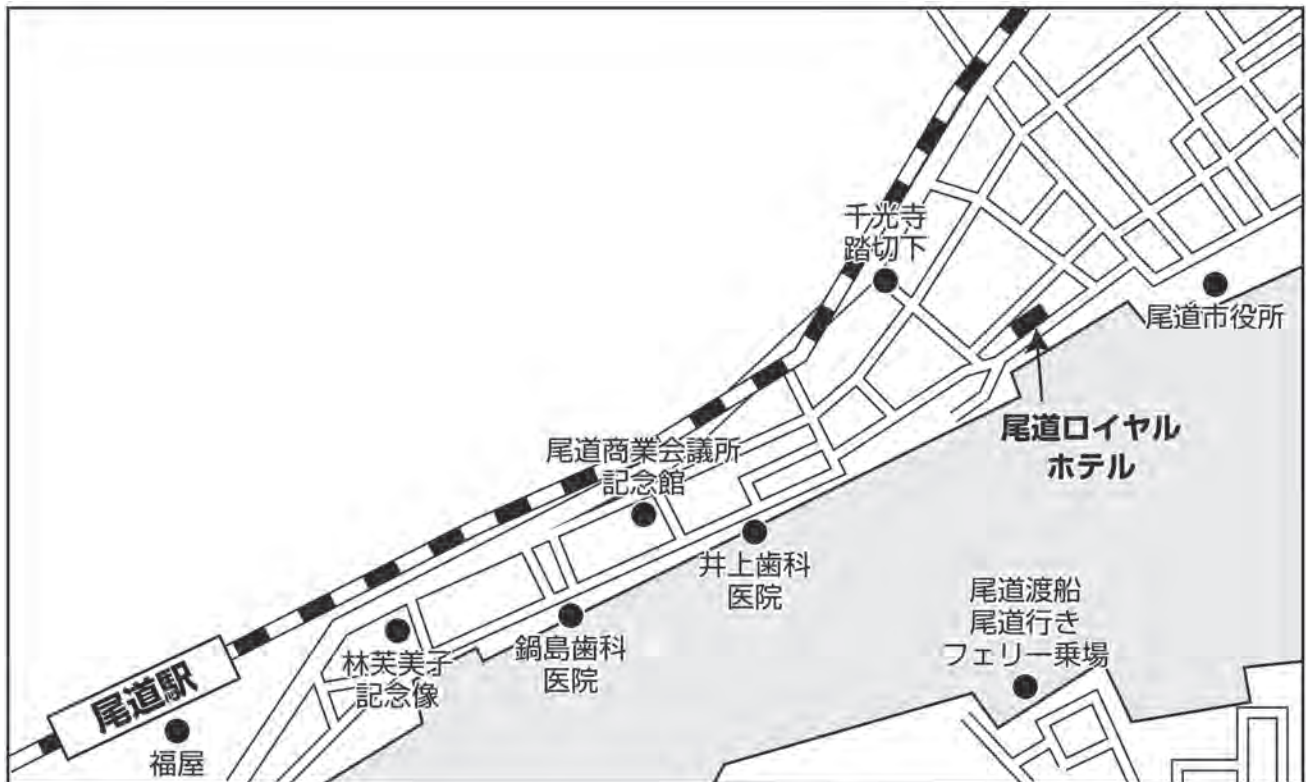 千光寺
踏切下
尾道市役所
尾道ロイヤル
ホテル
尾道商業会議所
記念館
井上歯科
医院
尾道渡船
尾道行き
フェリー乗場
鍋島歯科
医院
林芙美子
記念像
尾道駅
福屋